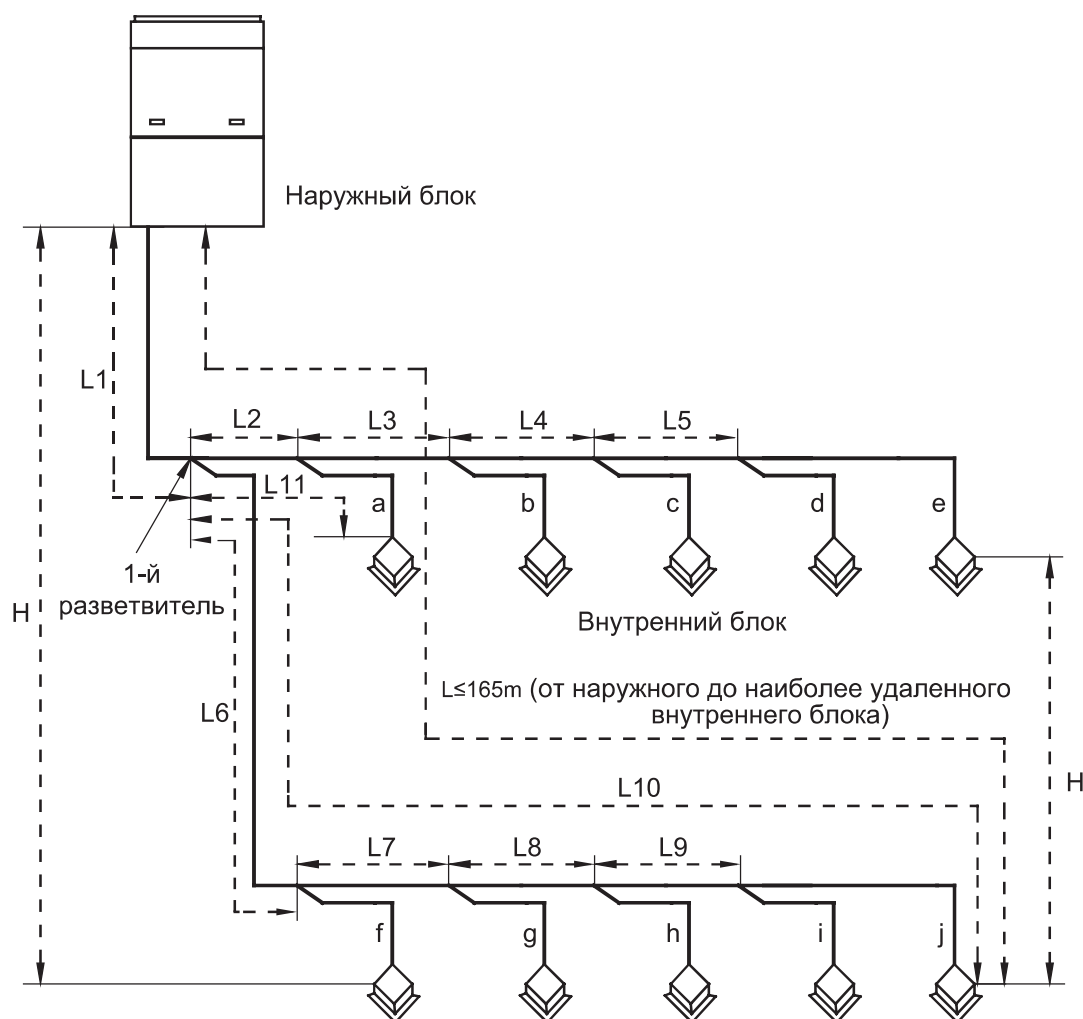 Наружный блок
L1
L2
L3
L4
L5
L11
a
b
c
d
e
1-й
разветвитель
H
Внутренний блок
L≤165m (от наружного до наиболее удаленного
внутреннего блока)
L6
H
L10
L7
L8
L9
f
g
h
i
j